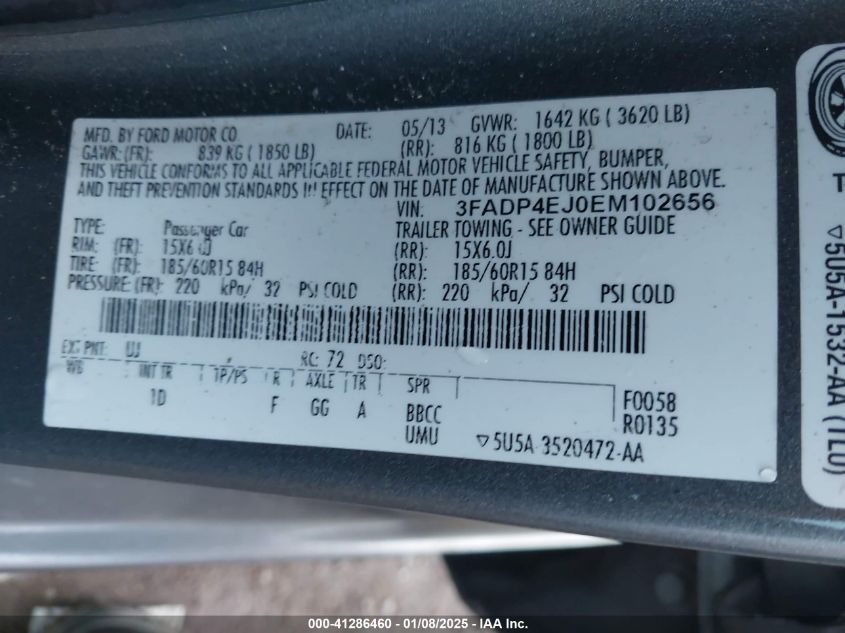 MFD. BY FORD MOTOR CO.
DATE: 05/13 GVWR: 1642 KG ( 3620 LB)
GAWR:(FR): 839 KG ( 1850 LB) (RR): 816 KG ( 1800 LB)
THIS VEHICLE CONFORMS TO ALL APPLICABLE FEDERAL MOTOR VEHICLE SAFETY, BUMPER,
AND THEFT PREVENTION STANDARDS IN EFFECT ON THE DATE OF MANUFACTURE SHOWN ABOVE.
VIN: 3FADP4EJ0EM102656
TYPE: Passenger Car TRAILER TOWING - SEE OWNER GUIDE
RIM: (FR): 15X6.0J (RR): 15X6.0J
TIRE: (FR): 185/60R15 84H (RR): 185/60R15 84H
PRESSURE:(FR): 220 kPa/ 32 PSI COLD (RR): 220 kPa/ 32 PSI COLD
EXT PNT: UJ RC: 72 DSO:
WB INT TR TP/PS R AXLE TR SPR
1D F GG A BBCC
UMU
F0058
R0135
▽5U5A 3520472-AA
▽5U5A-1532-AA (TLU)
000-41286460 - 01/08/2025 - IAA Inc.